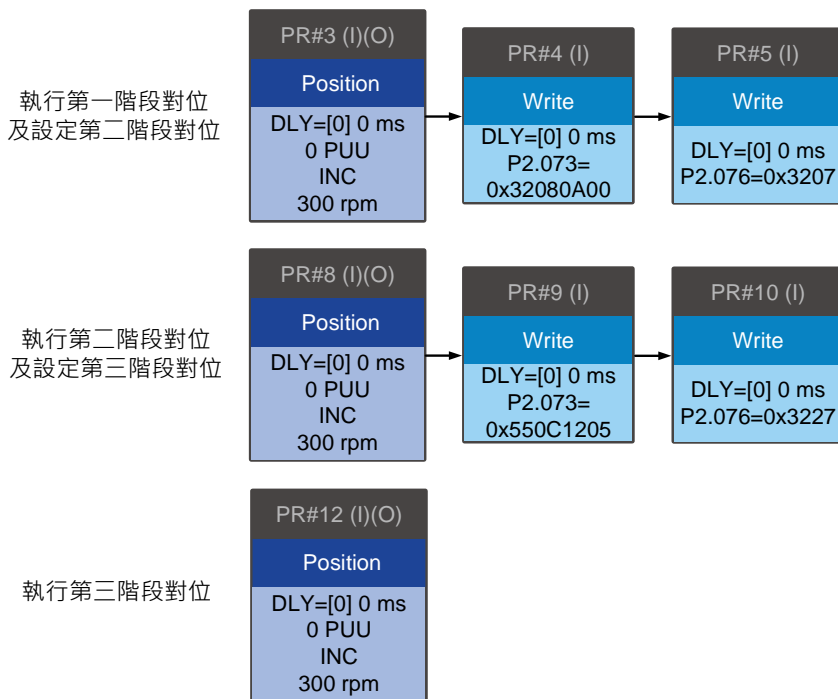 執行第一階段對位
及設定第二階段對位
PR#3 (I)(O)
Position
DLY=[0] 0 ms
0 PUU
INC
300 rpm
PR#4 (I)
Write
DLY=[0] 0 ms
P2.073=
0x32080A00
PR#5 (I)
Write
DLY=[0] 0 ms
P2.076=0x3207
執行第二階段對位
及設定第三階段對位
PR#8 (I)(O)
Position
DLY=[0] 0 ms
0 PUU
INC
300 rpm
PR#9 (I)
Write
DLY=[0] 0 ms
P2.073=
0x550C1205
PR#10 (I)
Write
DLY=[0] 0 ms
P2.076=0x3227
執行第三階段對位
PR#12 (I)(O)
Position
DLY=[0] 0 ms
0 PUU
INC
300 rpm